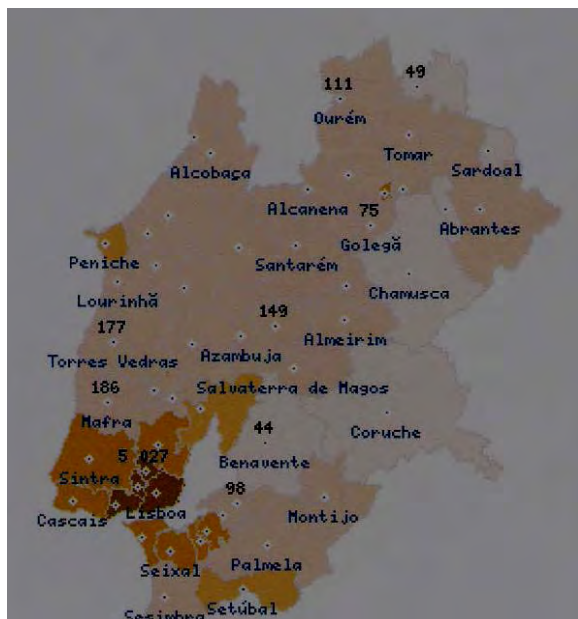 49
111
Ourém
Tomar
Sardoal
Alcobaça
Alcanena 75
Abrantes
Golegã
Peniche
Santarém
Chamusca
Lourinhã
149
177
Almeirim
Torres Vedras
Azambuja
186
Salvaterra de Magos
Mafra
44
Coruche
5 027
Benavente
Sintra
98
Cascais
Lisboa
Montijo
Seixal
Palmela
Setúbal
Sesimbra